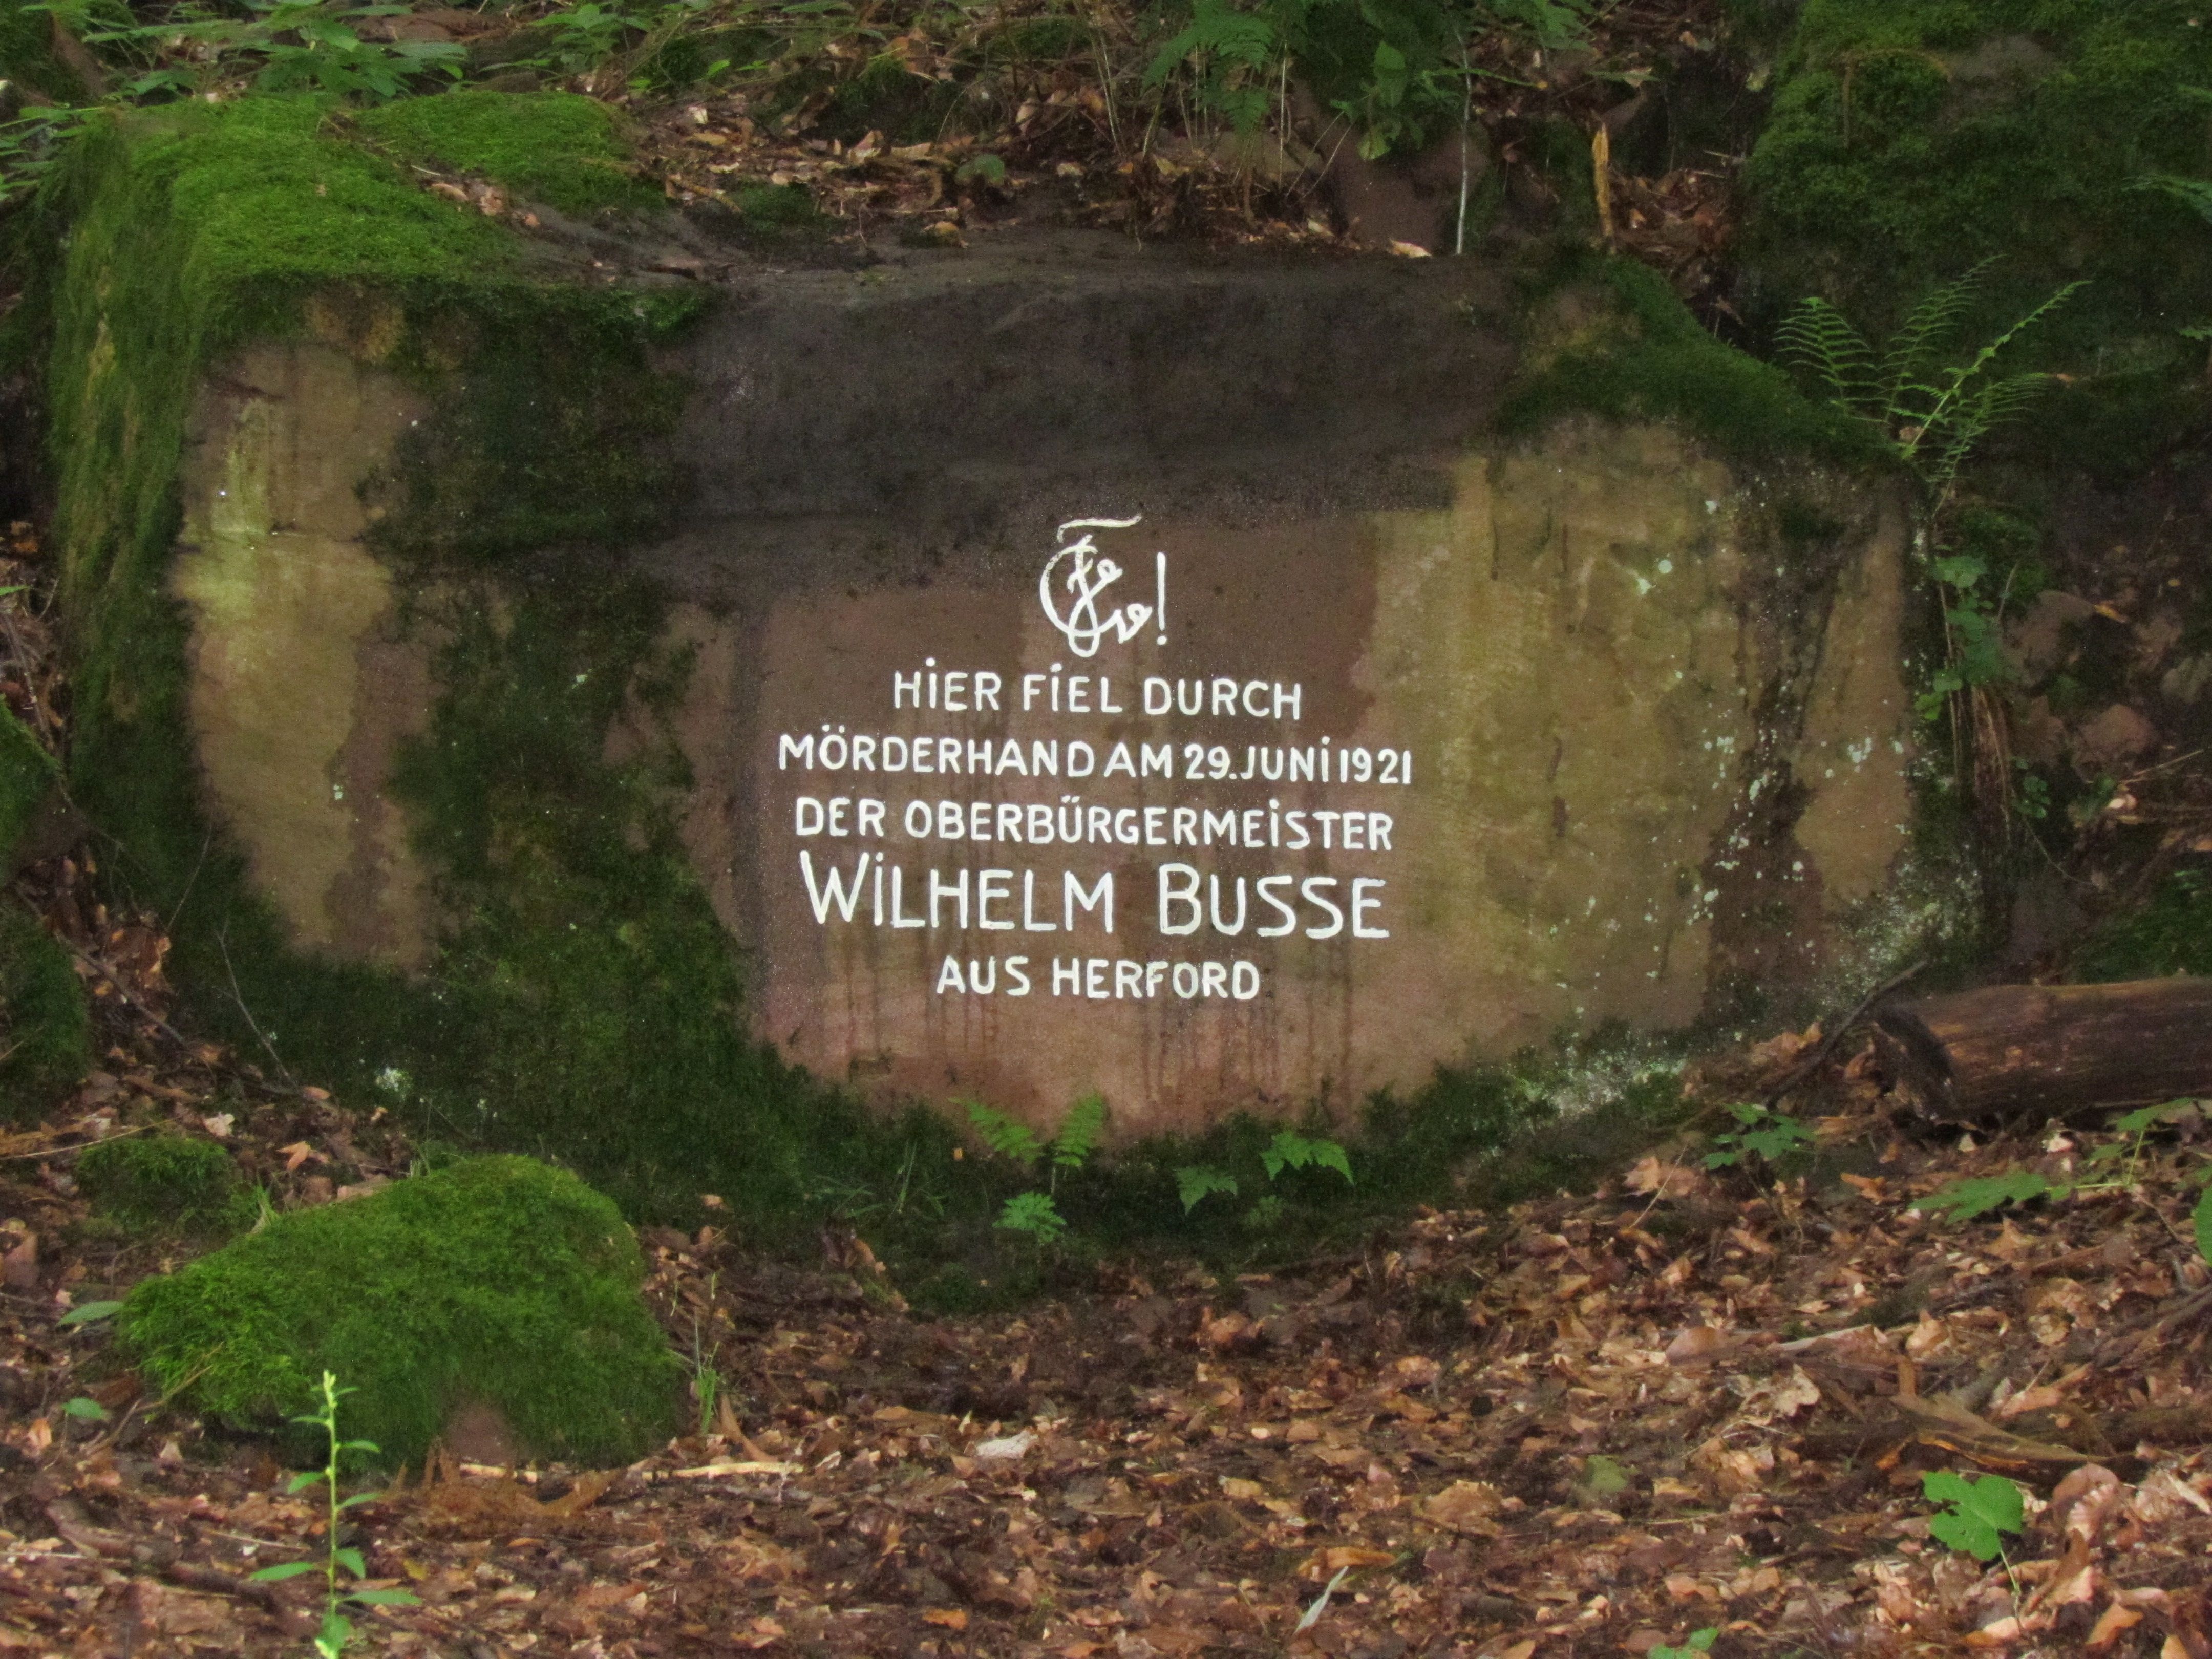 HiER FiEL DURCH
MÖRDERHAND AM 29. JUNi 1921
DER OBERBÜRGERMEiSTER
WiLHELM BUSSE
AUS HERFORD